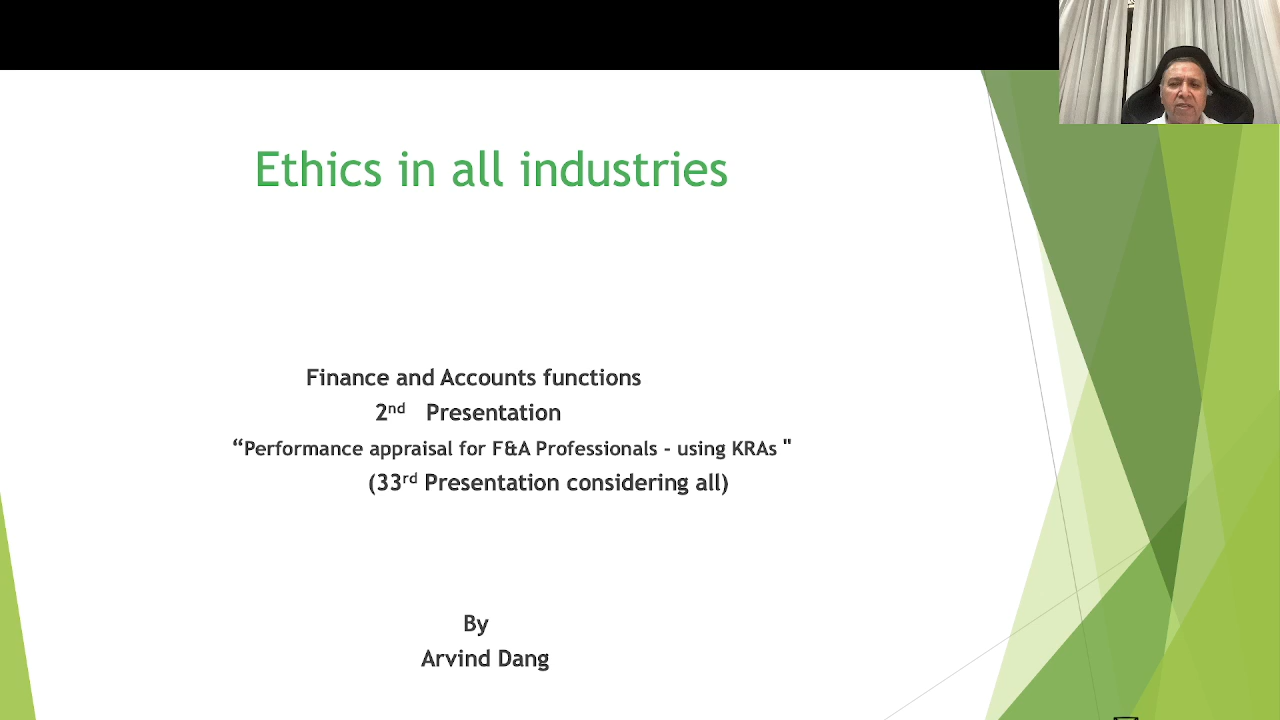 Ethics in all industries
Finance and Accounts functions
2nd Presentation
“Performance appraisal for F&A Professionals - using KRAs "
(33rd Presentation considering all)
By
Arvind Dang